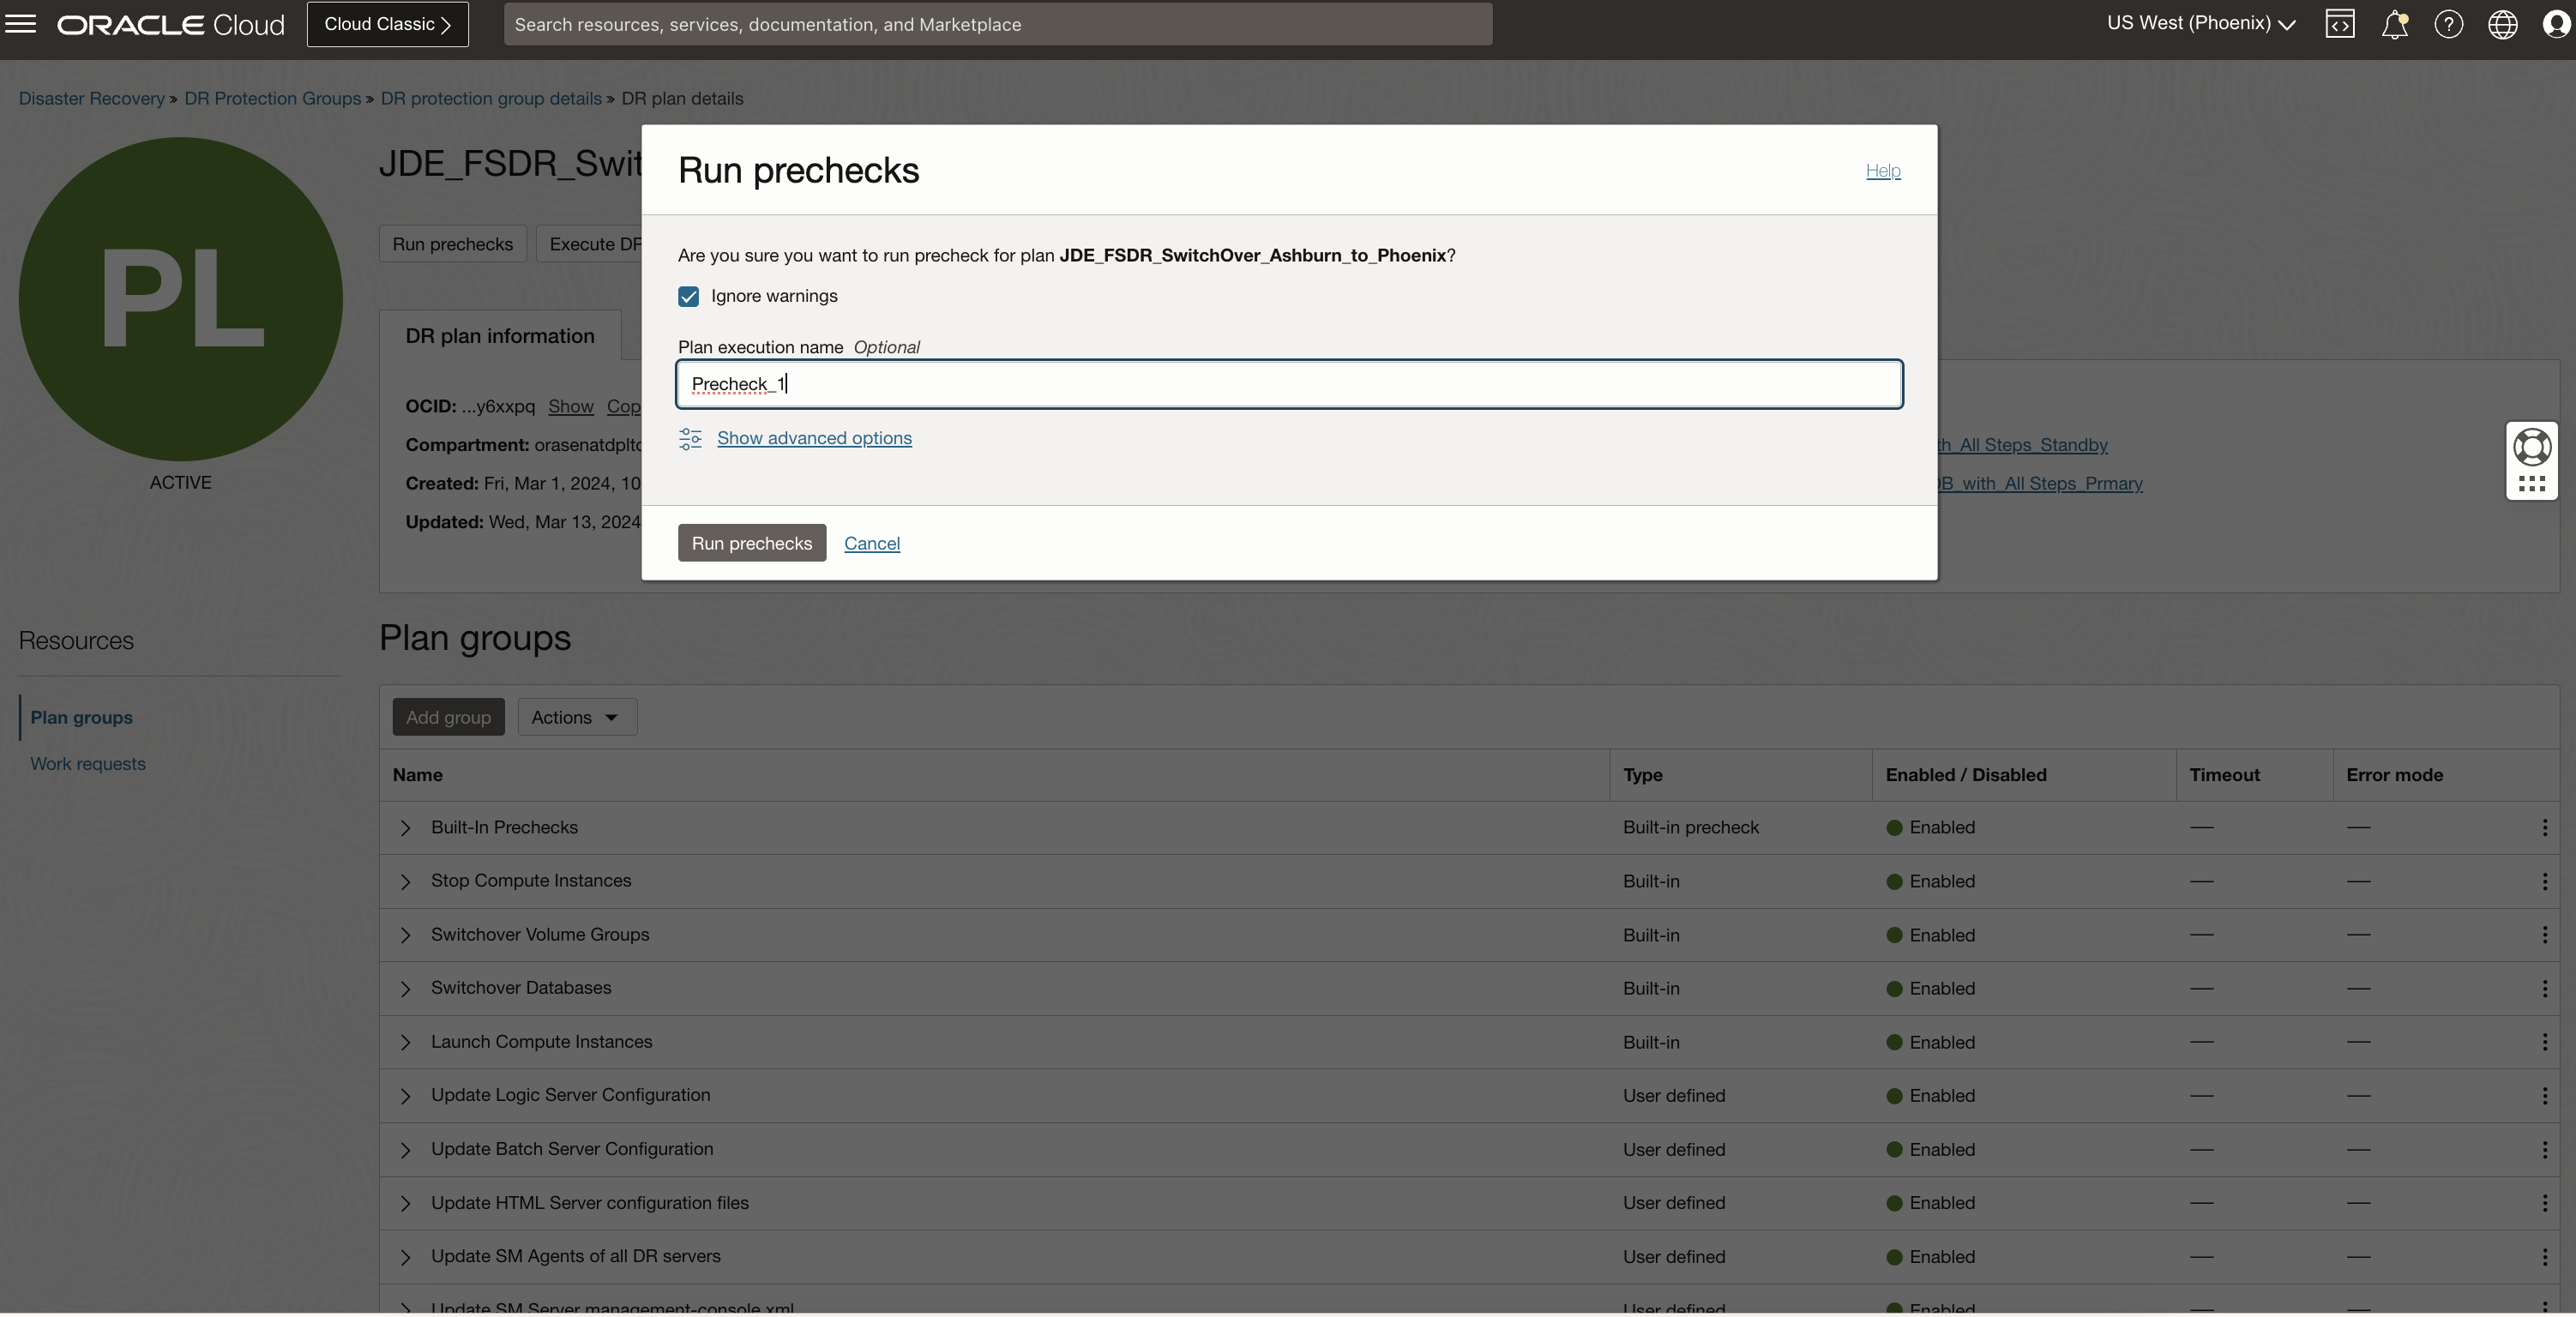 ORACLE Cloud
Cloud Classic
Search resources, services, documentation, and Marketplace
US West (Phoenix)
Disaster Recovery » DR Protection Groups » DR protection group details » DR plan details
PL
ACTIVE
JDE_FSDR_Swit
Run prechecks
Execute DR
DR plan information
OCID: ...y6xxpq Show Cop
Compartment: orasenatdpltc
Created: Fri, Mar 1, 2024, 10
Updated: Wed, Mar 13, 2024
th_All Steps_Standby
DB_with_All Steps_Prmary
Run prechecks
Help
Are you sure you want to run precheck for plan JDE_FSDR_SwitchOver_Ashburn_to_Phoenix?
Ignore warnings
Plan execution name Optional
Precheck_1
Show advanced options
Run prechecks
Cancel
Resources
Plan groups
Work requests
Plan groups
Add group
Actions
Name Type Enabled / Disabled Timeout Error mode
Built-In Prechecks Built-in precheck Enabled — —
Stop Compute Instances Built-in Enabled — —
Switchover Volume Groups Built-in Enabled — —
Switchover Databases Built-in Enabled — —
Launch Compute Instances Built-in Enabled — —
Update Logic Server Configuration User defined Enabled — —
Update Batch Server Configuration User defined Enabled — —
Update HTML Server configuration files User defined Enabled — —
Update SM Agents of all DR servers User defined Enabled — —
Update SM Server management-console.xml User defined Enabled — —